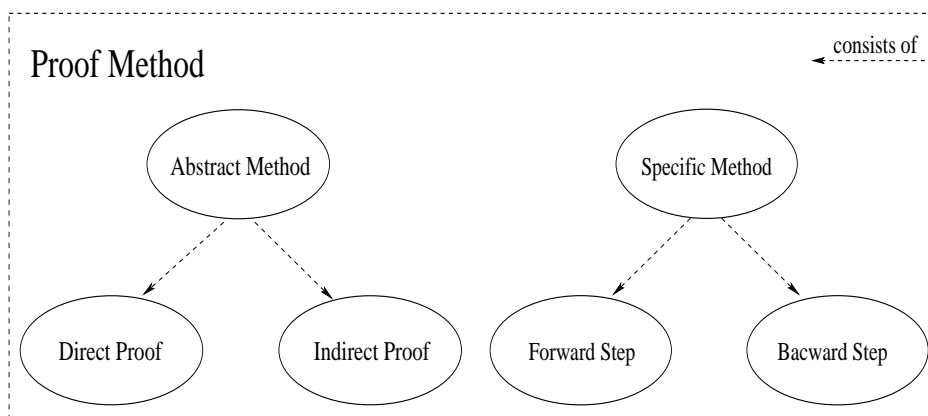 consists of
Proof Method
Abstract Method
Specific Method
Direct Proof
Indirect Proof
Forward Step
Bacward Step